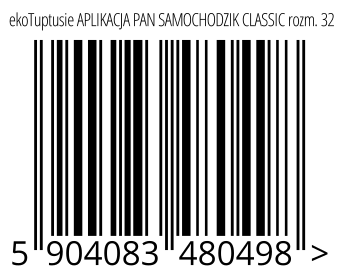 ekoTuptusie APLIKACJA PAN SAMOCHODZIK CLASSIC rozm. 32
5 904083 480498 >